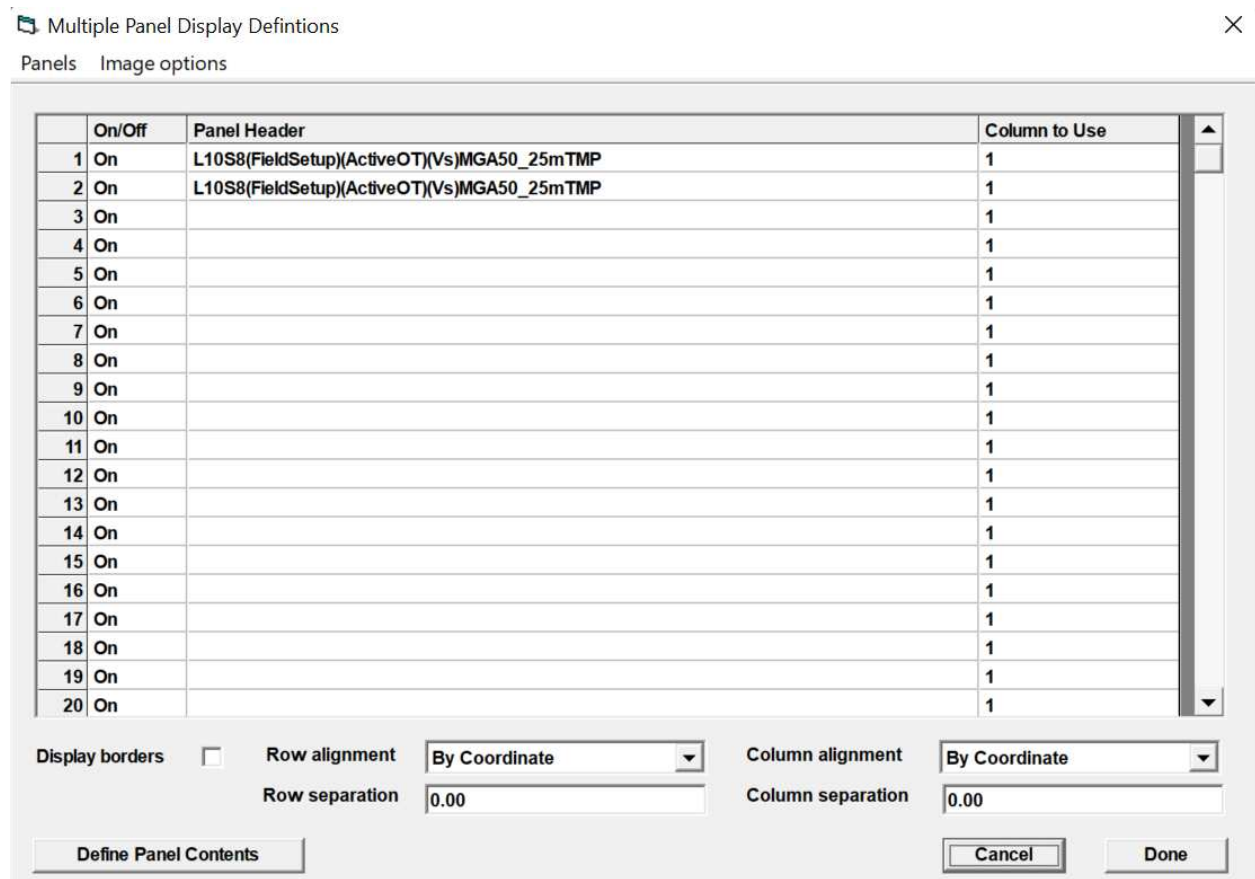 Multiple Panel Display Defintions
Panels Image options
On/Off Panel Header Column to Use
1 On L10S8(FieldSetup)(ActiveOT)(Vs)MGA50_25mTMP 1
2 On L10S8(FieldSetup)(ActiveOT)(Vs)MGA50_25mTMP 1
3 On 1
4 On 1
5 On 1
6 On 1
7 On 1
8 On 1
9 On 1
10 On 1
11 On 1
12 On 1
13 On 1
14 On 1
15 On 1
16 On 1
17 On 1
18 On 1
19 On 1
20 On 1
Display borders Row alignment By Coordinate Column alignment By Coordinate
Row separation 0.00 Column separation 0.00
Define Panel Contents Cancel Done